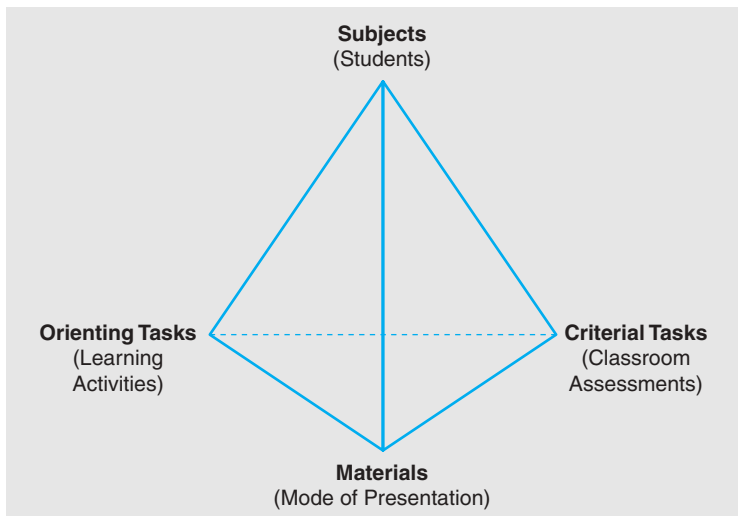 Subjects
(Students)
Orienting Tasks
(Learning
Activities)
Criterial Tasks
(Classroom
Assessments)
Materials
(Mode of Presentation)